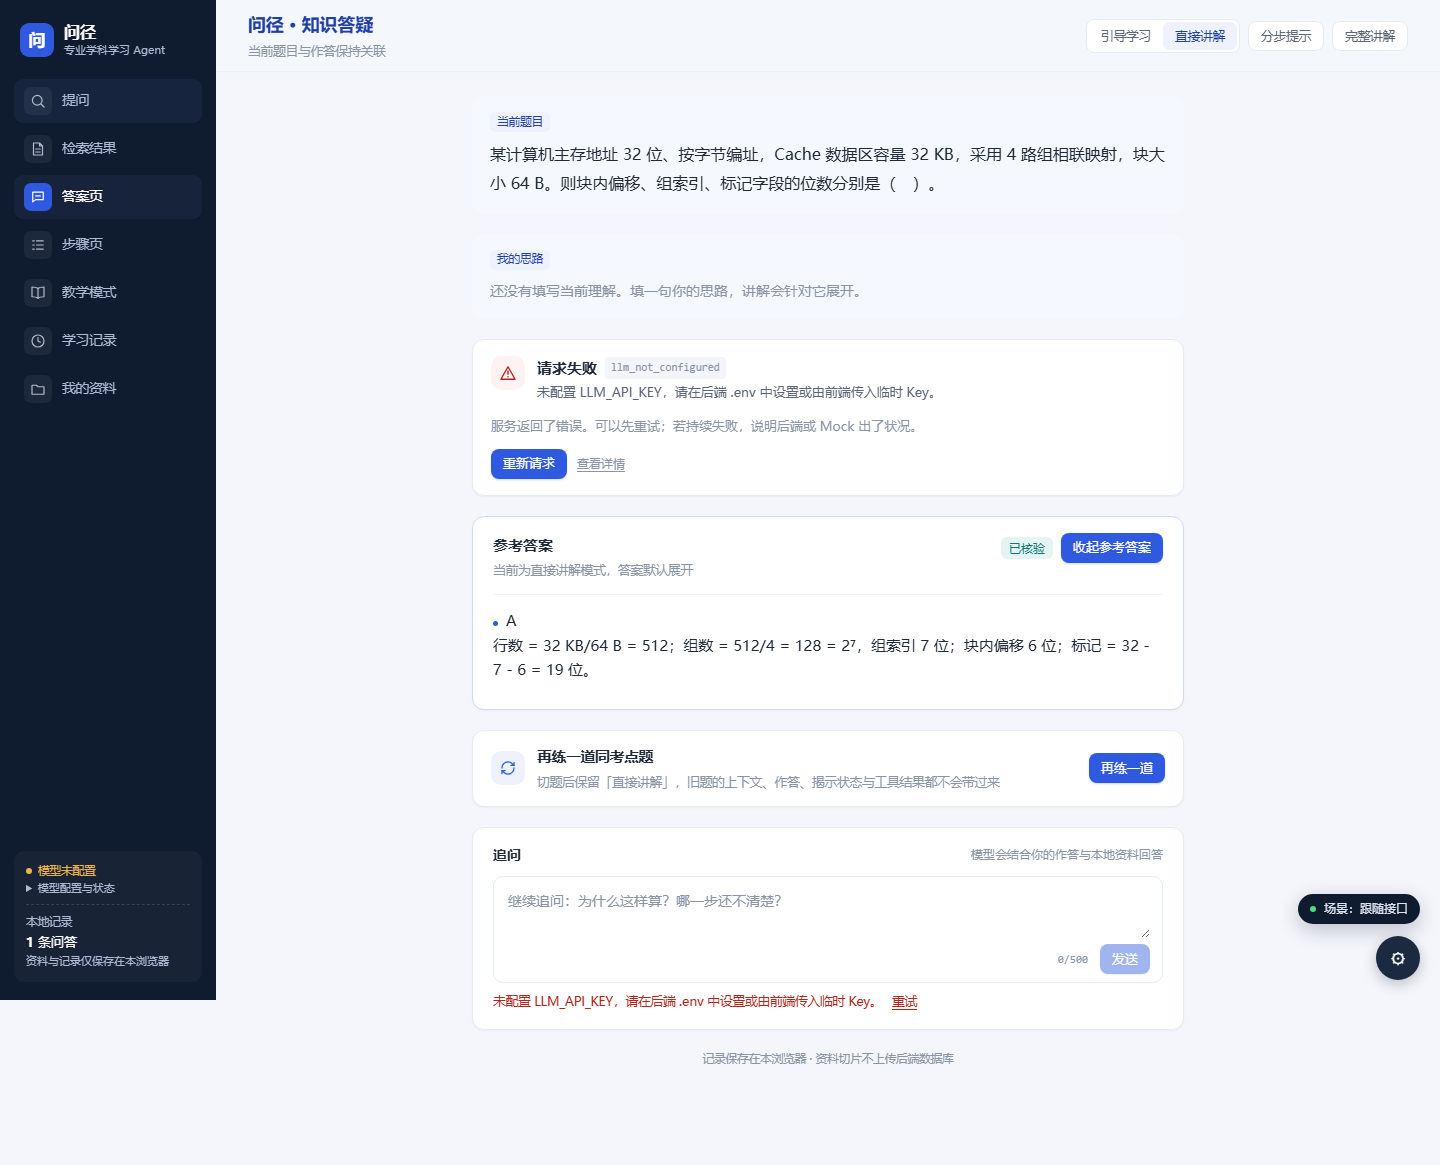 问
问径
专业学科学习 Agent
提问
检索结果
答案页
步骤页
教学模式
学习记录
我的资料
模型未配置
模型配置与状态
本地记录
1 条问答
资料与记录仅保存在本浏览器
问径・知识答疑
当前题目与作答保持关联
引导学习
直接讲解
分步提示
完整讲解
当前题目
某计算机主存地址 32 位、按字节编址，Cache 数据区容量 32 KB，采用 4 路组相联映射，块大
小 64 B。则块内偏移、组索引、标记字段的位数分别是（　）。
我的思路
还没有填写当前理解。填一句你的思路，讲解会针对它展开。
请求失败 llm_not_configured
未配置 LLM_API_KEY，请在后端 .env 中设置或由前端传入临时 Key。
服务返回了错误。可以先重试；若持续失败，说明后端或 Mock 出了状况。
重新请求 查看详情
参考答案
当前为直接讲解模式，答案默认展开
已核验
收起参考答案
A
行数 = 32 KB/64 B = 512；组数 = 512/4 = 128 = 2⁷，组索引 7 位；块内偏移 6 位；标记 = 32 -
7 - 6 = 19 位。
再练一道同考点题
切题后保留「直接讲解」，旧题的上下文、作答、揭示状态与工具结果都不会带过来
再练一道
追问
模型会结合你的作答与本地资料回答
继续追问：为什么这样算？哪一步还不清楚？
0/500
发送
未配置 LLM_API_KEY，请在后端 .env 中设置或由前端传入临时 Key。 重试
记录保存在本浏览器 · 资料切片不上传后端数据库
场景：跟随接口